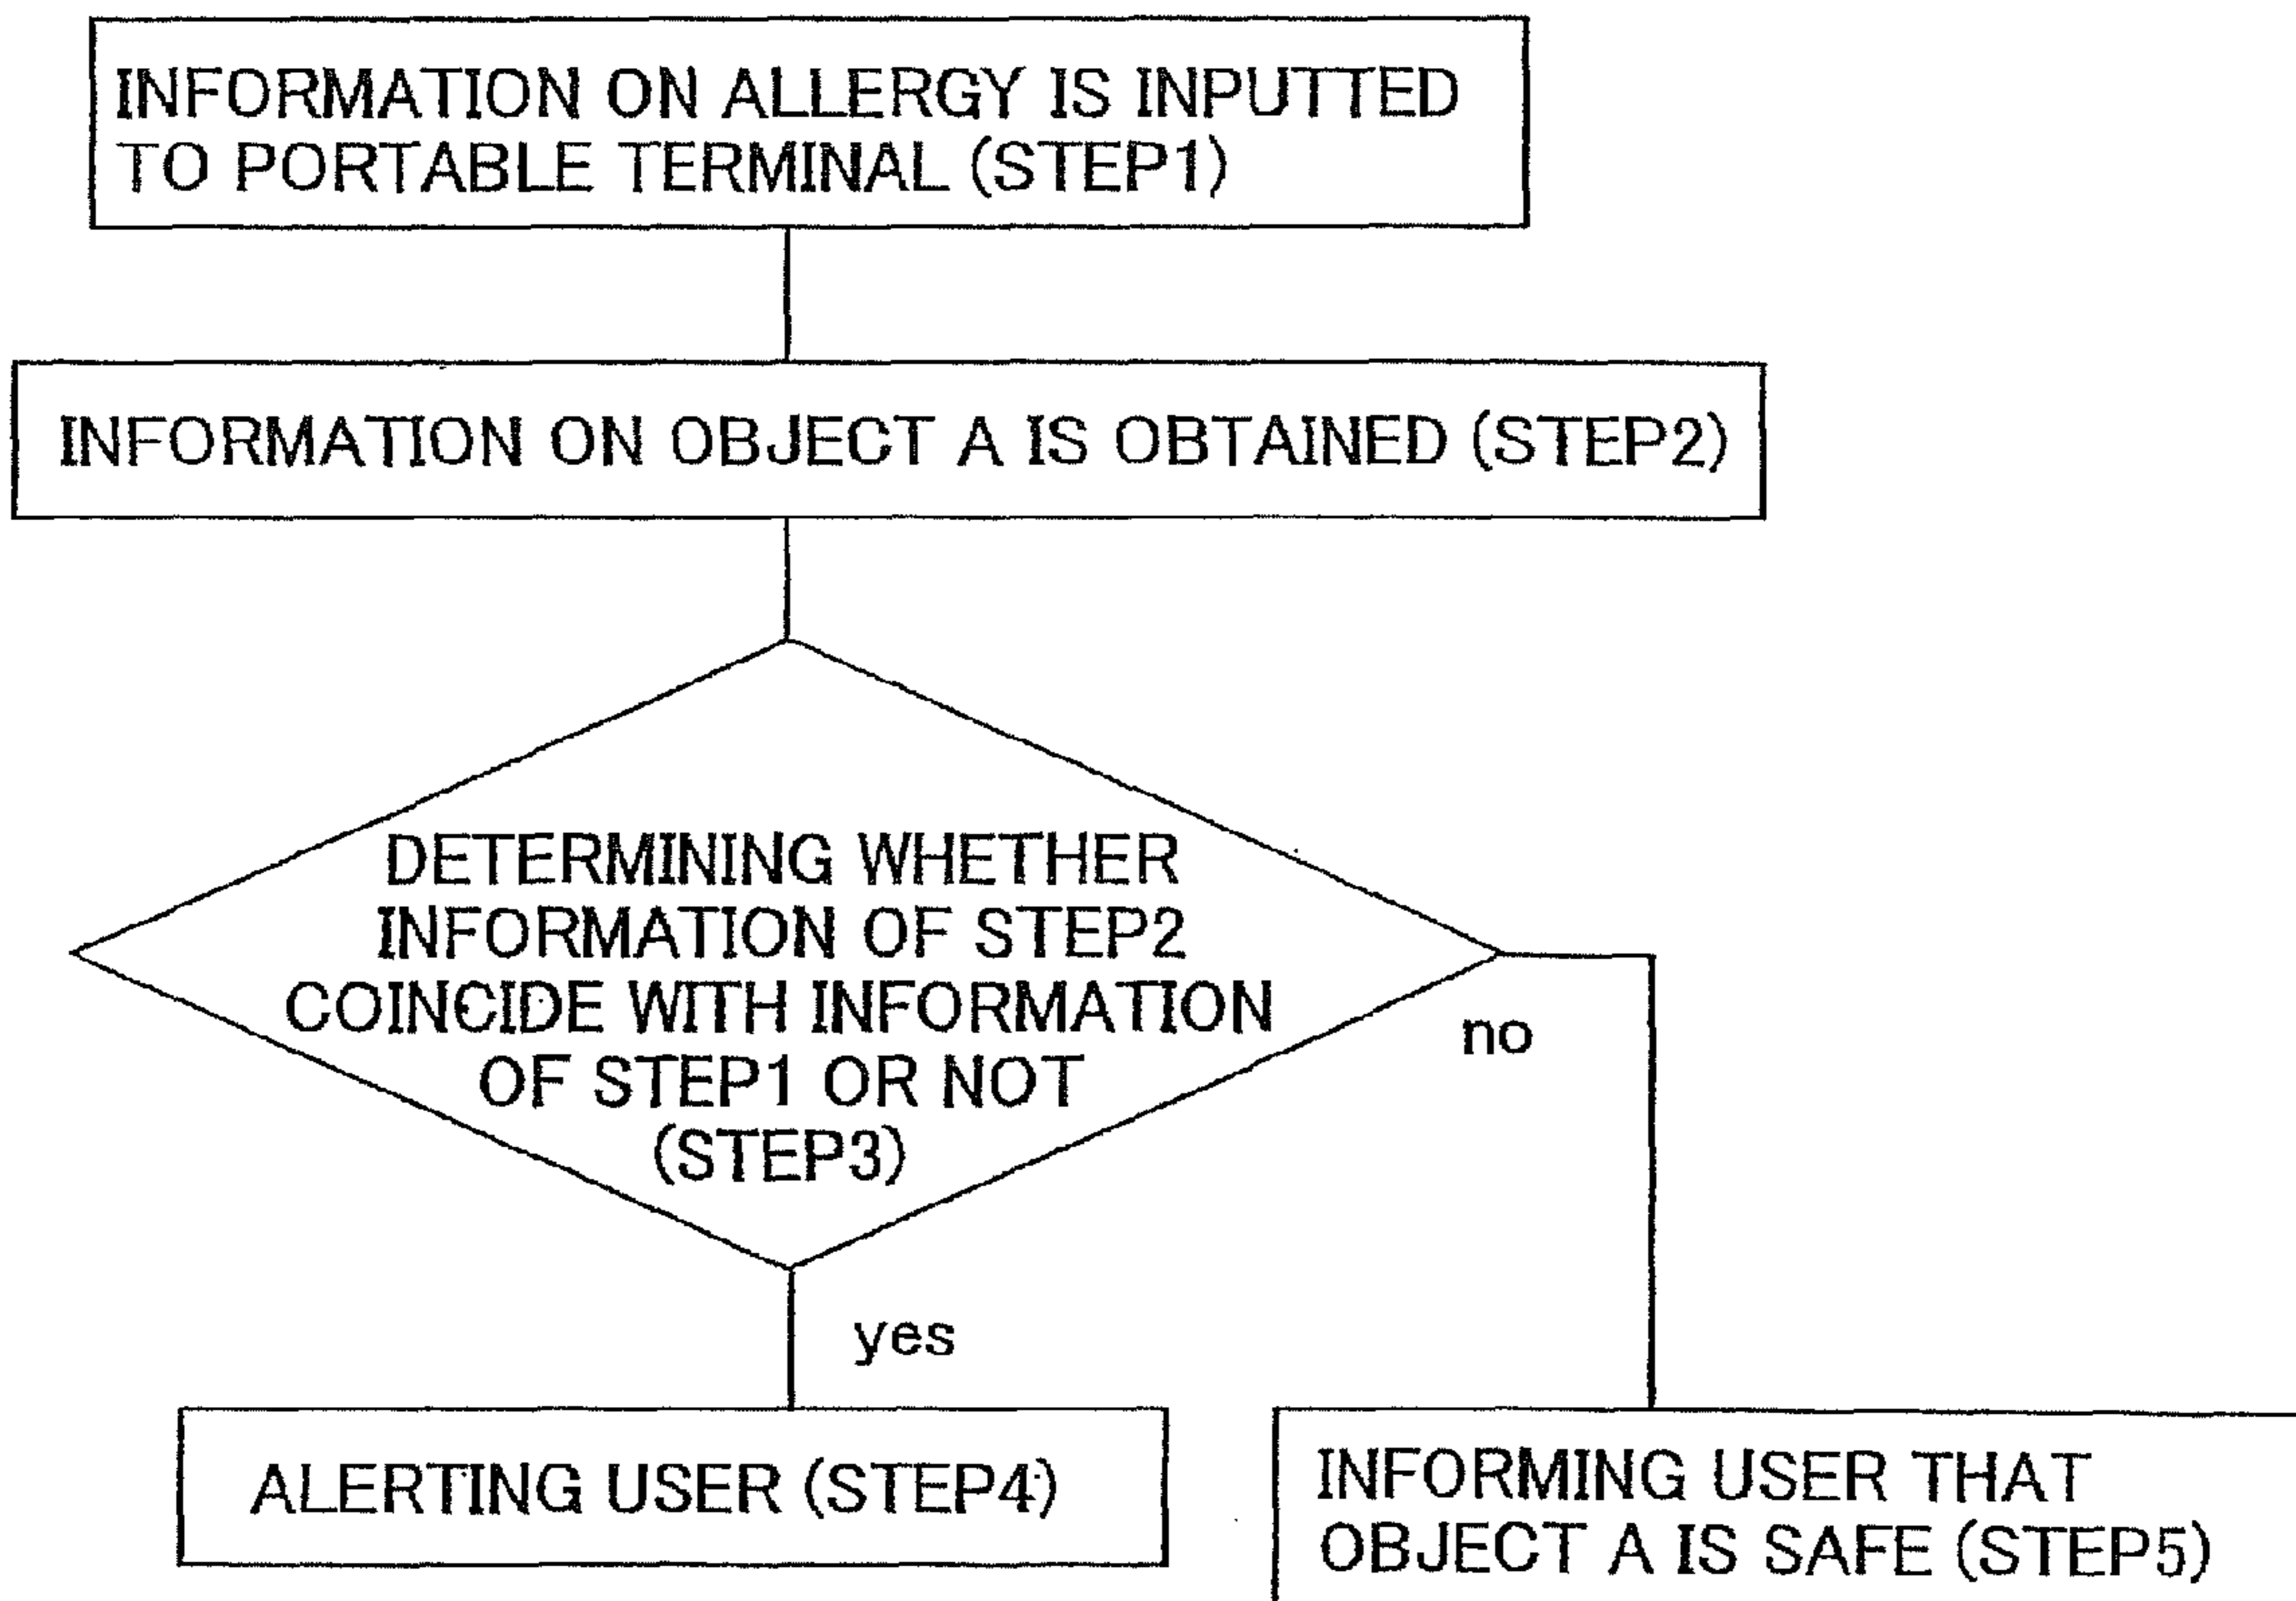 INFORMATION ON ALLERGY IS INPUTTED
TO PORTABLE TERMINAL (STEP1)
INFORMATION ON OBJECT A IS OBTAINED (STEP2)
DETERMINING WHETHER
INFORMATION OF STEP2
COINCIDE WITH INFORMATION
OF STEP1 OR NOT
(STEP3)
no
yes
ALERTING USER (STEP4)
INFORMING USER THAT
OBJECT A IS SAFE (STEP5)